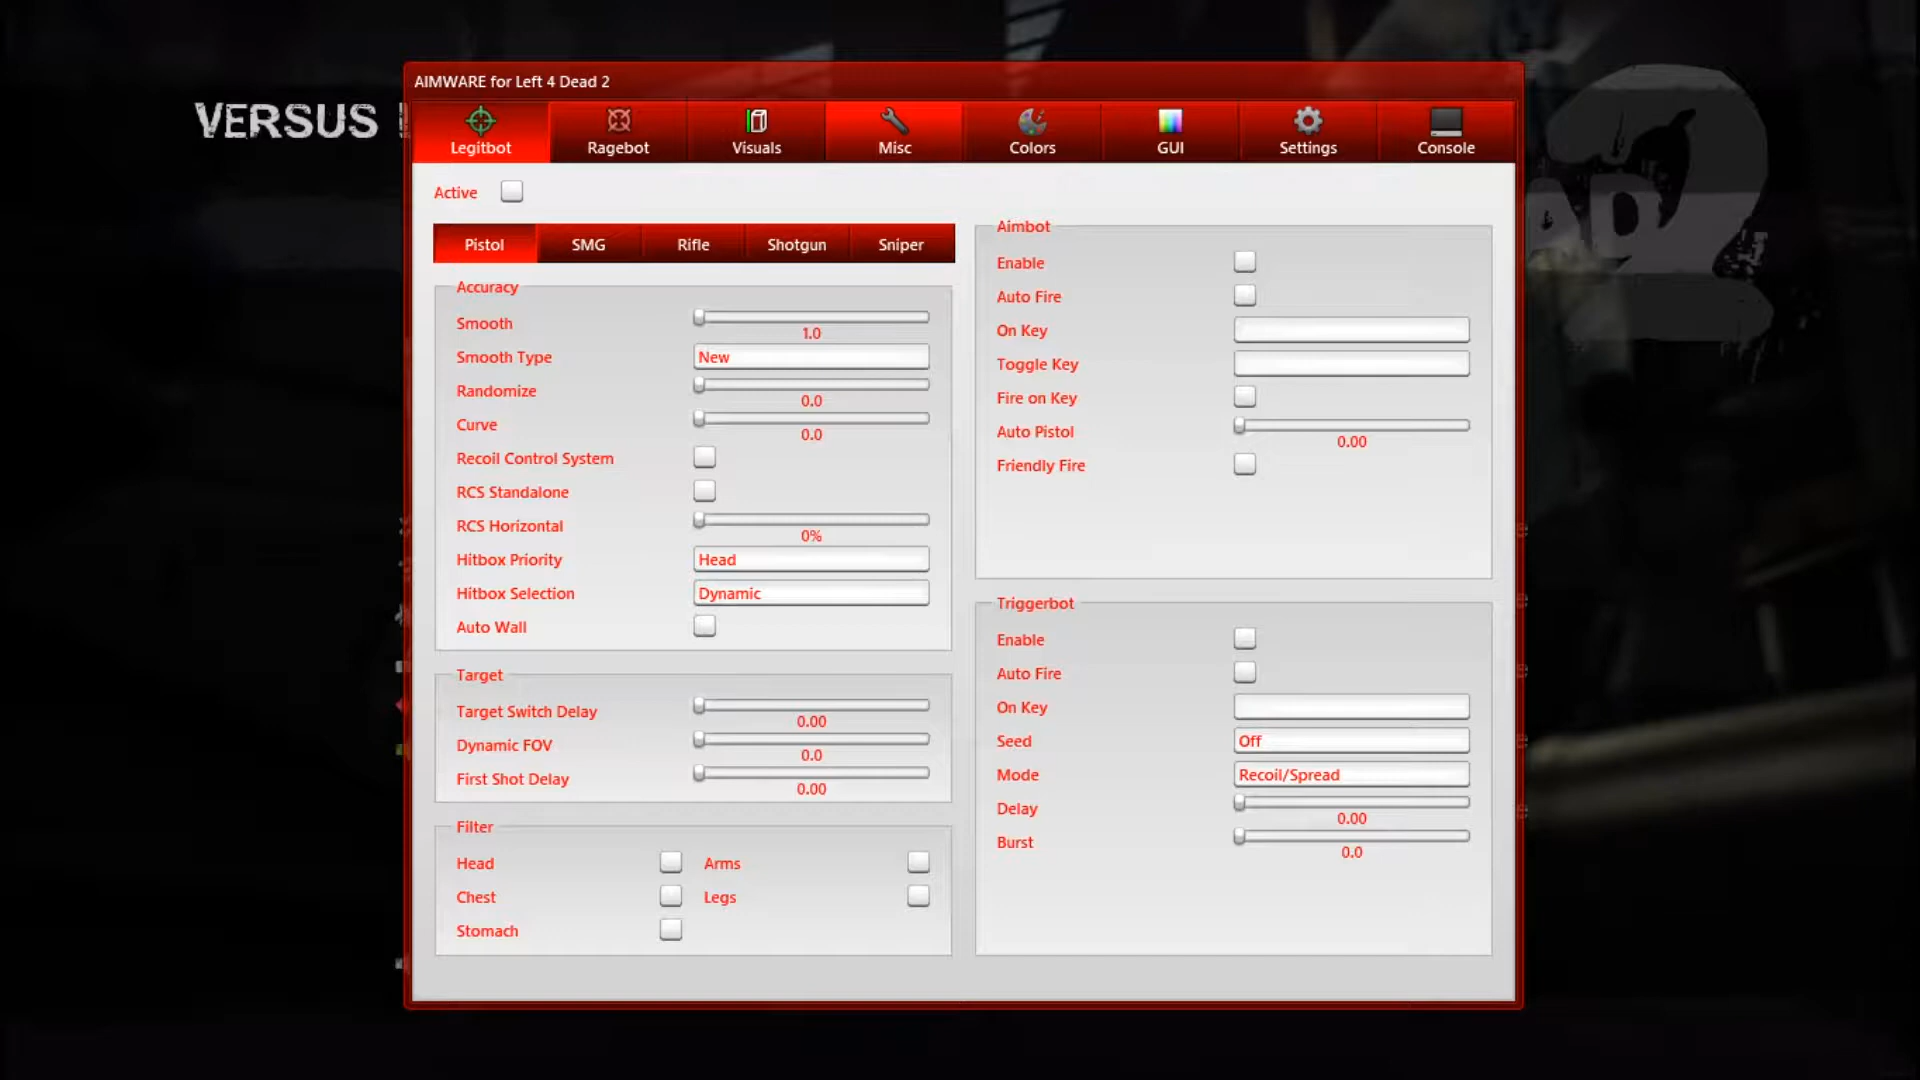 AIMWARE for Left 4 Dead 2
VERSUS
Legitbot
Ragebot
Visuals
Misc
Colors
GUI
Settings
Console
Active
Pistol
SMG
Rifle
Shotgun
Sniper
Accuracy
Smooth
1.0
Smooth Type
New
Randomize
0.0
Curve
0.0
Recoil Control System
RCS Standalone
RCS Horizontal
0%
Hitbox Priority
Head
Hitbox Selection
Dynamic
Auto Wall
Target
Target Switch Delay
0.00
Dynamic FOV
0.0
First Shot Delay
0.00
Filter
Head
Arms
Chest
Legs
Stomach
Aimbot
Enable
Auto Fire
On Key
Toggle Key
Fire on Key
Auto Pistol
0.00
Friendly Fire
Triggerbot
Enable
Auto Fire
On Key
Seed
Off
Mode
Recoil/Spread
Delay
0.00
Burst
0.0
AD
2